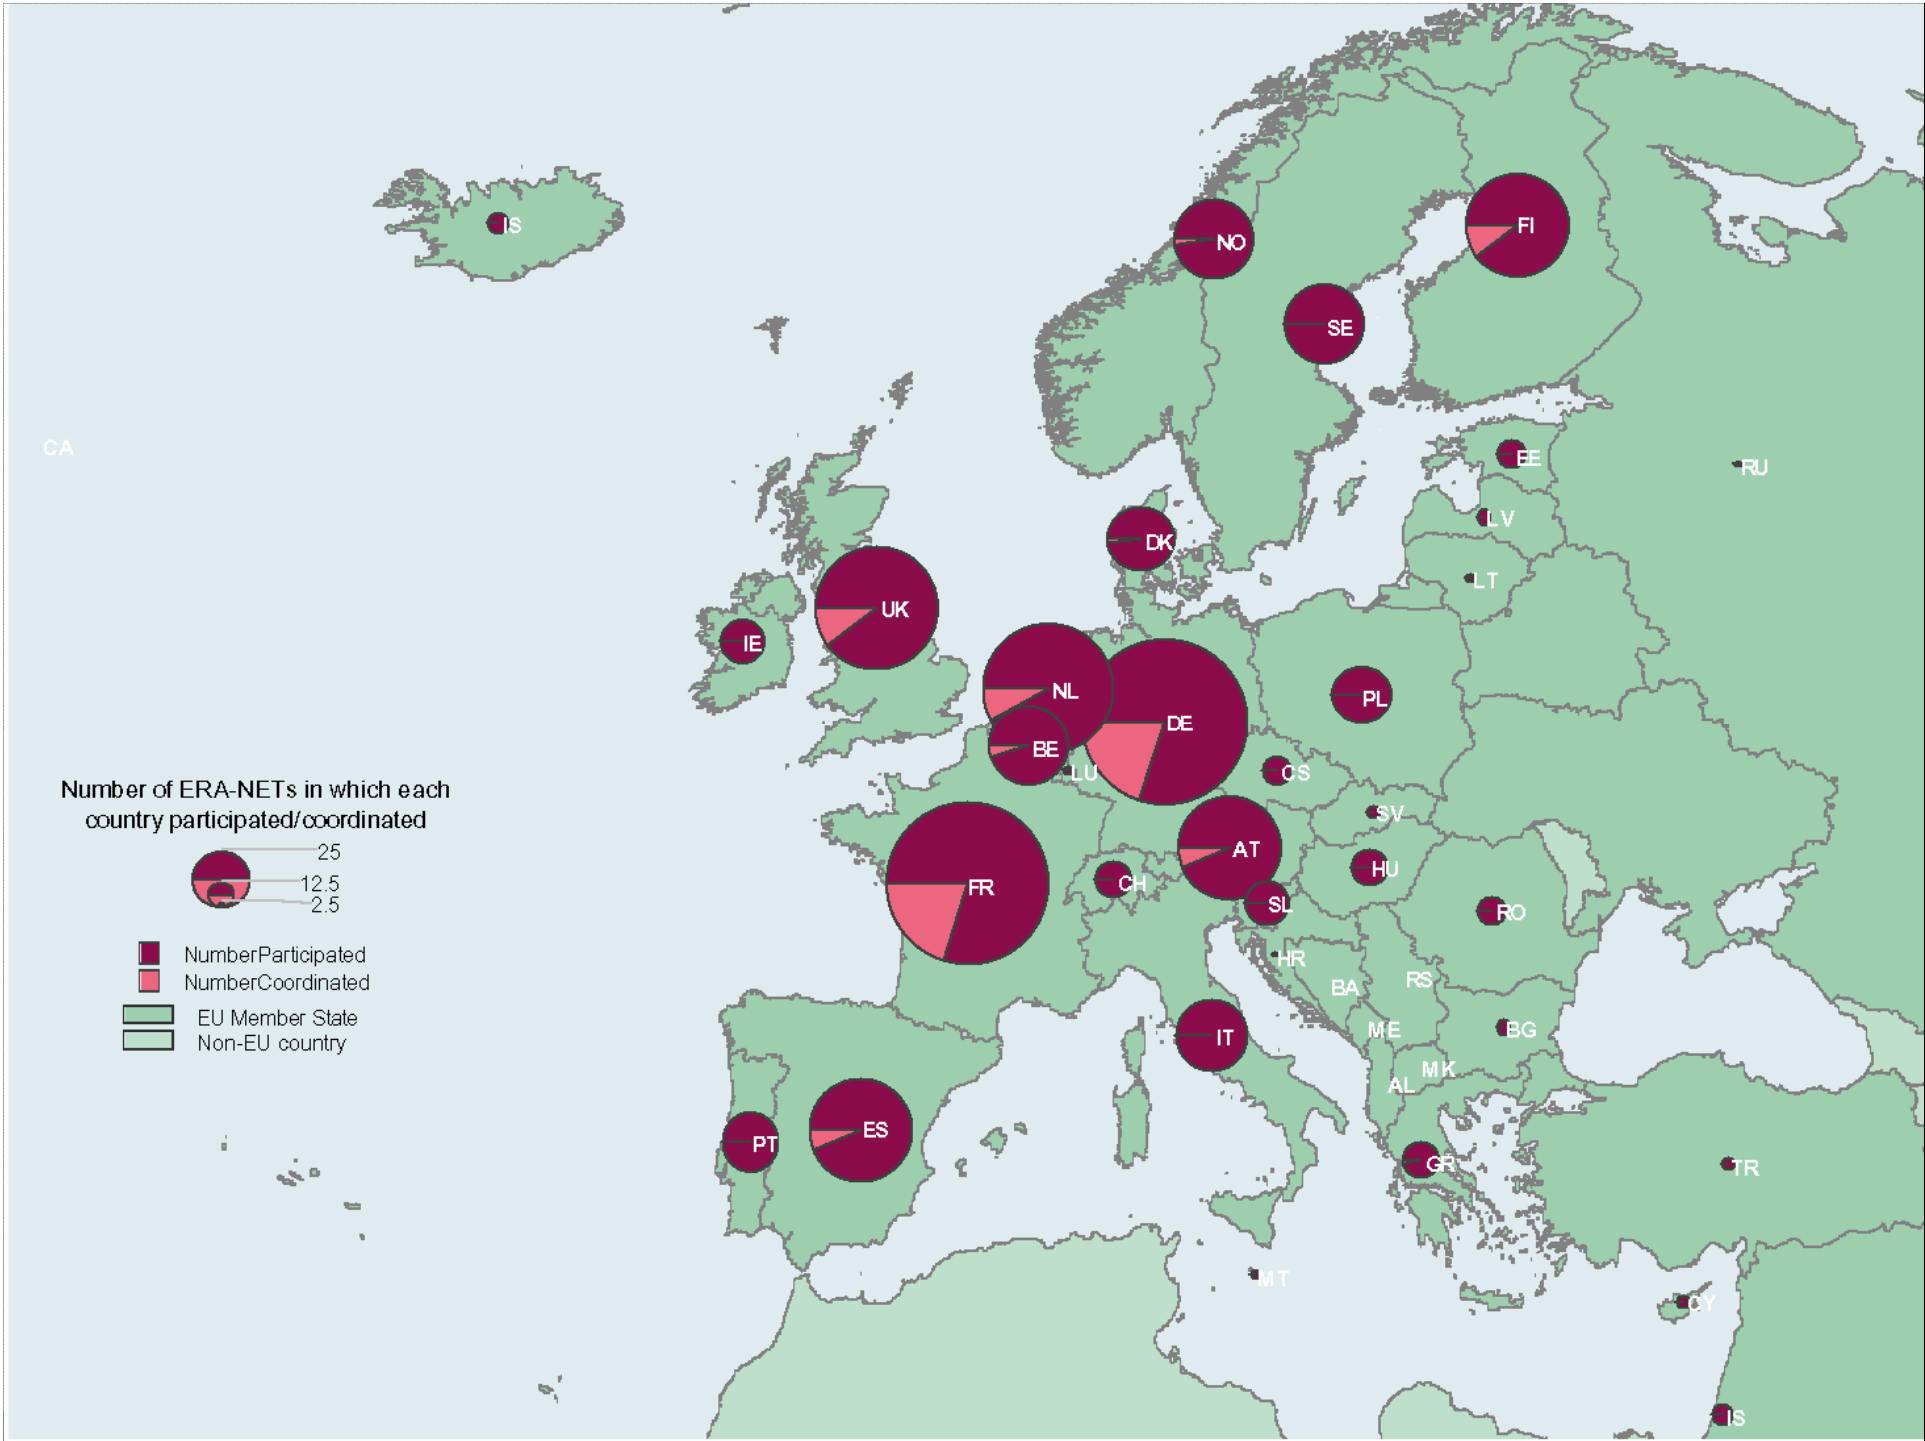 IS
NO
FI
SE
CA
EE
RU
LV
DK
LT
UK
IE
NL
PL
DE
BE
LU
CS
Number of ERA-NETs in which each
country participated/coordinated
25
12.5
2.5
SV
AT
HU
FR
CH
SL
RO
NumberParticipated
NumberCoordinated
EU Member State
Non-EU country
HR
BA
RS
ME
BG
IT
MK
AL
ES
PT
GR
TR
MT
CY
IS